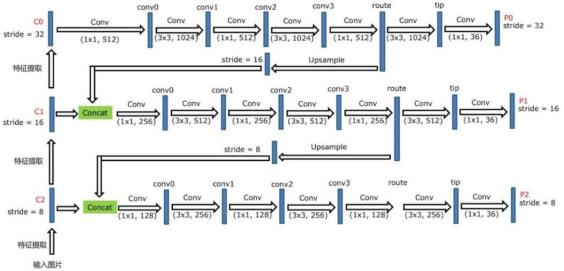 conv0 conv1 conv2 conv3 route tip
C0 P0
stride = 32 stride = 32
Conv Conv Conv Conv Conv Conv Conv
(1x1, 512) (3x3, 1024) (1x1, 512) (3x3, 1024) (1x1, 512) (3x3, 1024) (1x1, 36)
特征提取
stride = 16 Upsample
conv0 conv1 conv2 conv3 route tip
C1 P1
stride = 16 stride = 16
Concat
Conv Conv Conv Conv Conv Conv Conv
(1x1, 256) (3x3, 512) (1x1, 256) (3x3, 512) (1x1, 256) (3x3, 512) (1x1, 36)
特征提取
stride = 8 Upsample
conv0 conv1 conv2 conv3 route tip
C2 P2
stride = 8 stride = 8
Concat
Conv Conv Conv Conv Conv Conv Conv
(1x1, 128) (3x3, 256) (1x1, 128) (3x3, 256) (1x1, 128) (3x3, 256) (1x1, 36)
特征提取
输入图片